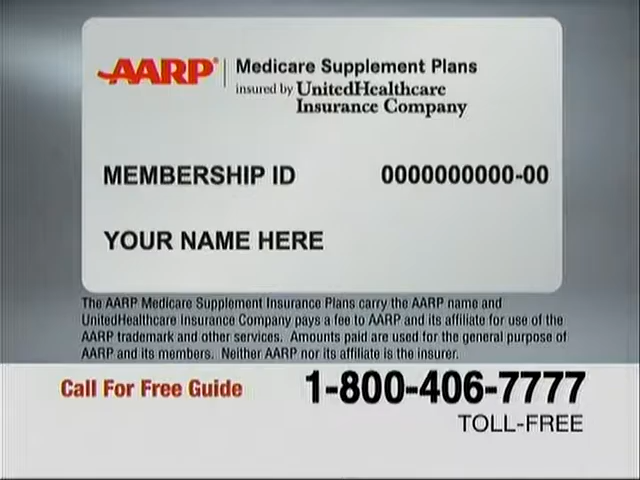 AARP® Medicare Supplement Plans
insured by UnitedHealthcare
Insurance Company
MEMBERSHIP ID 0000000000-00
YOUR NAME HERE
The AARP Medicare Supplement Insurance Plans carry the AARP name and
UnitedHealthcare Insurance Company pays a fee to AARP and its affiliate for use of the
AARP trademark and other services. Amounts paid are used for the general purpose of
AARP and its members. Neither AARP nor its affiliate is the insurer.
Call For Free Guide 1-800-406-7777
TOLL-FREE